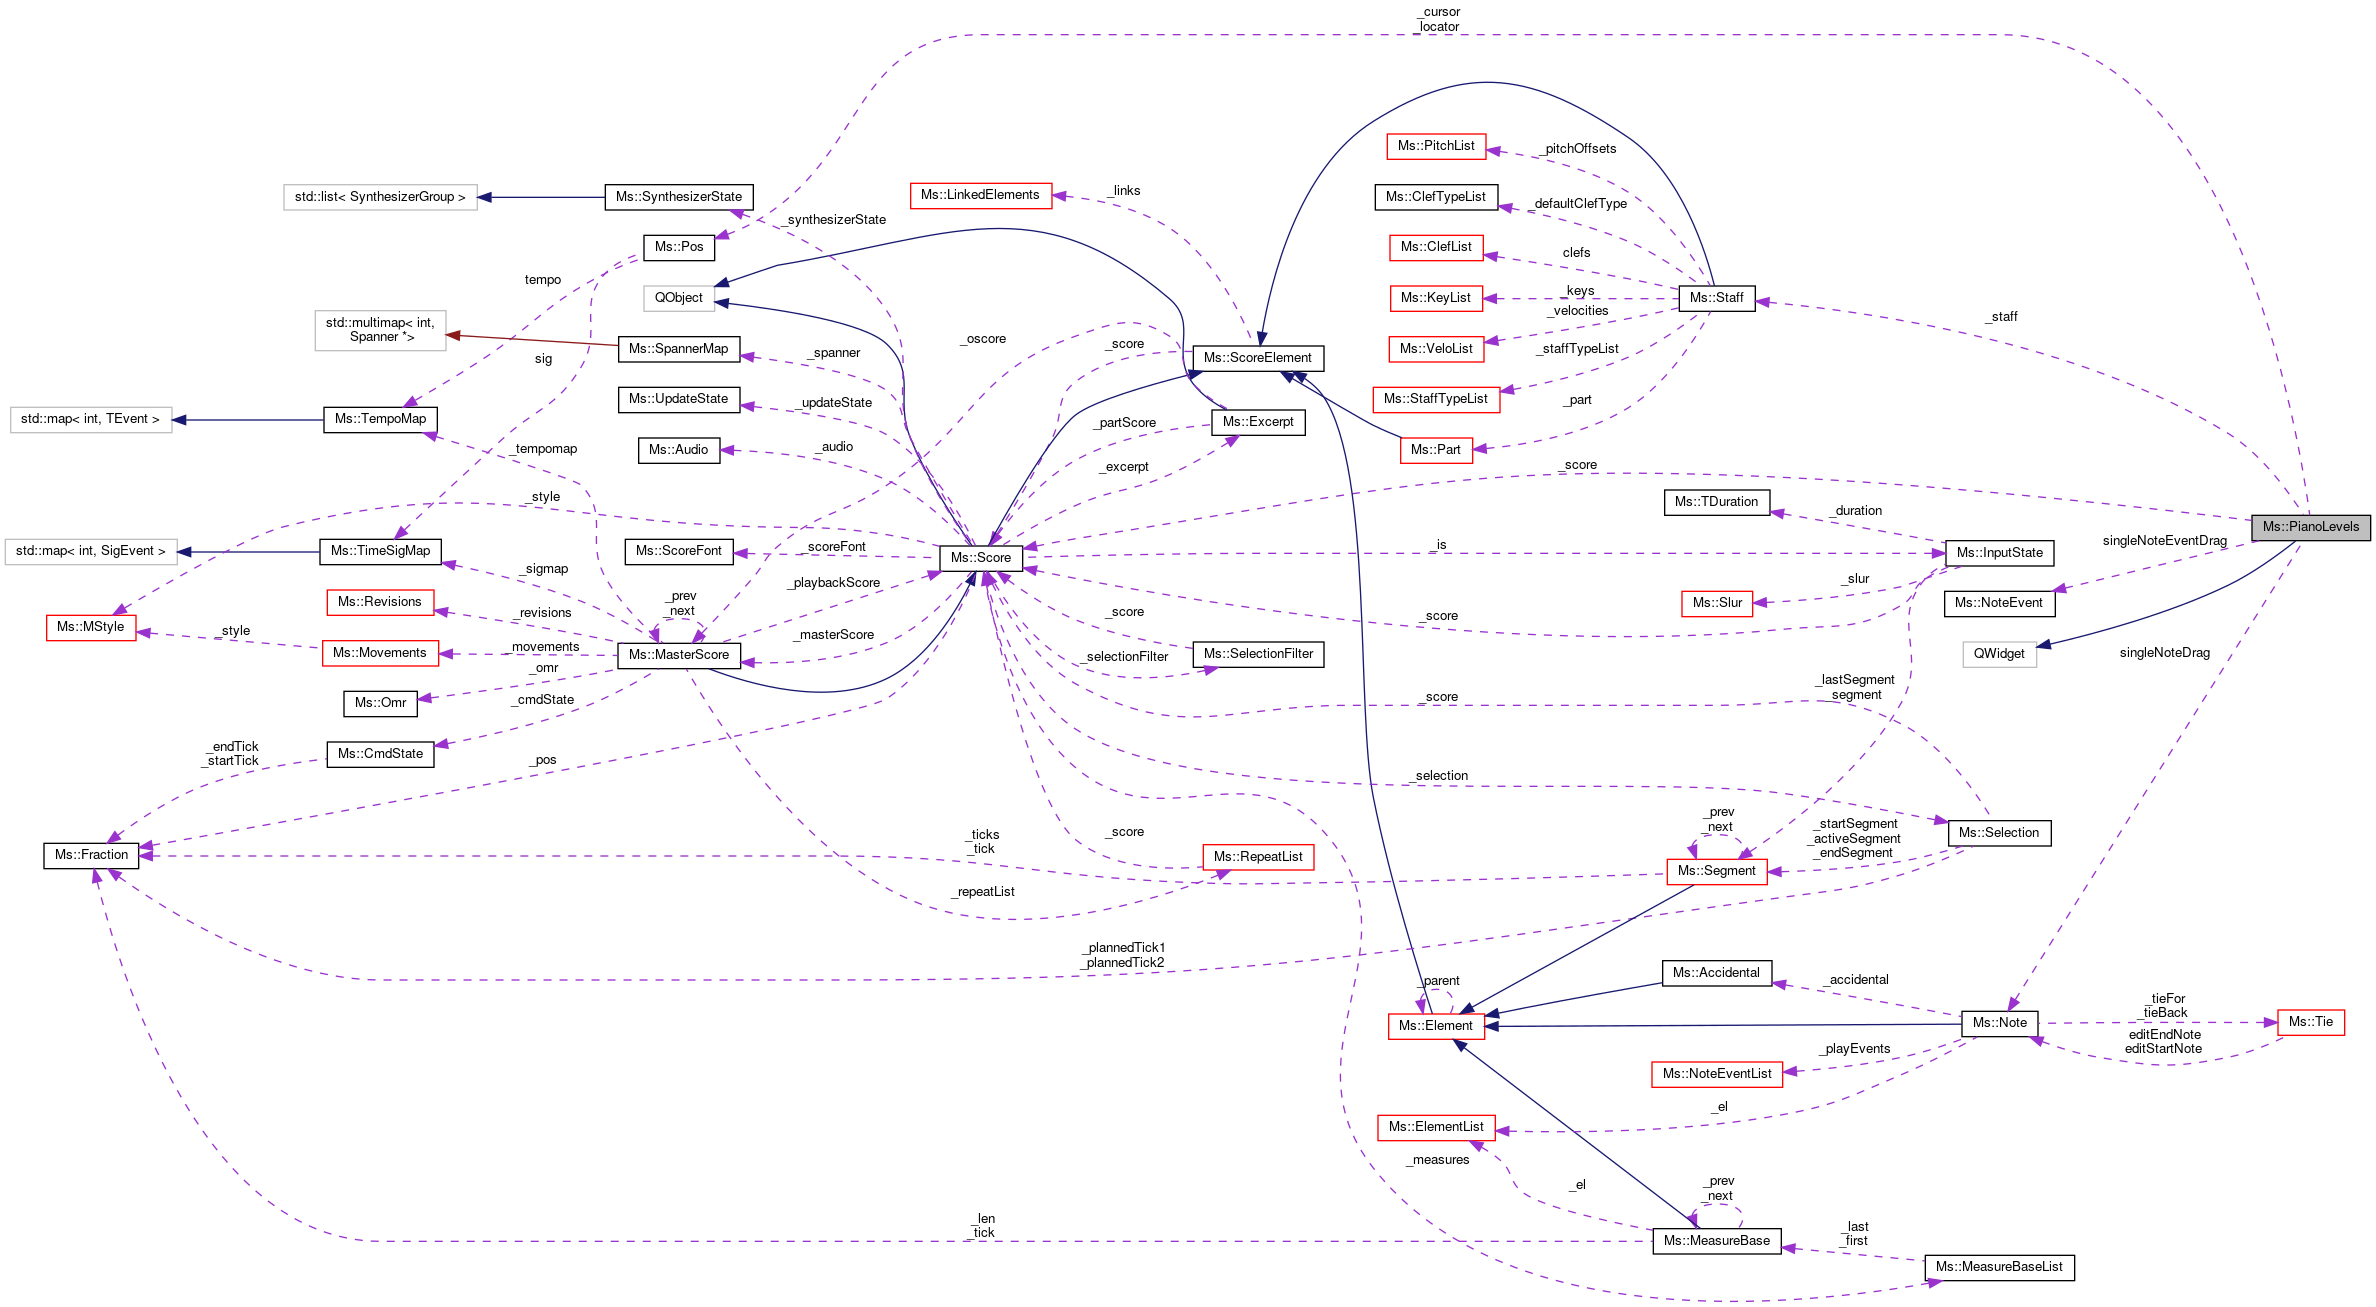 _cursor
_locator
Ms::PitchList
_pitchOffsets
std::list< SynthesizerGroup >
Ms::SynthesizerState
Ms::LinkedElements
_links
Ms::ClefTypeList
_defaultClefType
_synthesizerState
Ms::Pos
Ms::ClefList
clefs
tempo
QObject
Ms::KeyList
_keys
Ms::Staff
_velocities
_staff
std::multimap< int,
Spanner *>
sig
Ms::SpannerMap
_spanner
_oscore
_score
Ms::ScoreElement
Ms::VeloList
_staffTypeList
Ms::UpdateState
_updateState
Ms::StaffTypeList
_part
std::map< int, TEvent >
Ms::TempoMap
_partScore
Ms::Excerpt
_tempomap
Ms::Audio
_audio
_excerpt
Ms::Part
_score
_style
Ms::TDuration
_duration
Ms::PianoLevels
std::map< int, SigEvent >
Ms::TimeSigMap
Ms::ScoreFont
_scoreFont
Ms::Score
_is
Ms::InputState
singleNoteEventDrag
_sigmap
_playbackScore
_slur
Ms::Revisions
_revisions
_prev
_next
_score
_score
Ms::Slur
Ms::NoteEvent
Ms::MStyle
_style
Ms::Movements
_movements
Ms::MasterScore
_masterScore
_selectionFilter
Ms::SelectionFilter
QWidget
singleNoteDrag
_omr
Ms::Omr
_cmdState
_score
_lastSegment
_segment
_endTick
_startTick
Ms::CmdState
_pos
_selection
_prev
_next
_startSegment
_activeSegment
_endSegment
Ms::Selection
Ms::Fraction
_ticks
_tick
_score
Ms::RepeatList
Ms::Segment
_repeatList
_plannedTick1
_plannedTick2
_parent
Ms::Accidental
_accidental
Ms::Element
Ms::Note
_tieFor
_tieBack
Ms::Tie
editEndNote
editStartNote
_playEvents
Ms::NoteEventList
_el
Ms::ElementList
_measures
_el
_prev
_next
_len
_tick
Ms::MeasureBase
_last
_first
Ms::MeasureBaseList